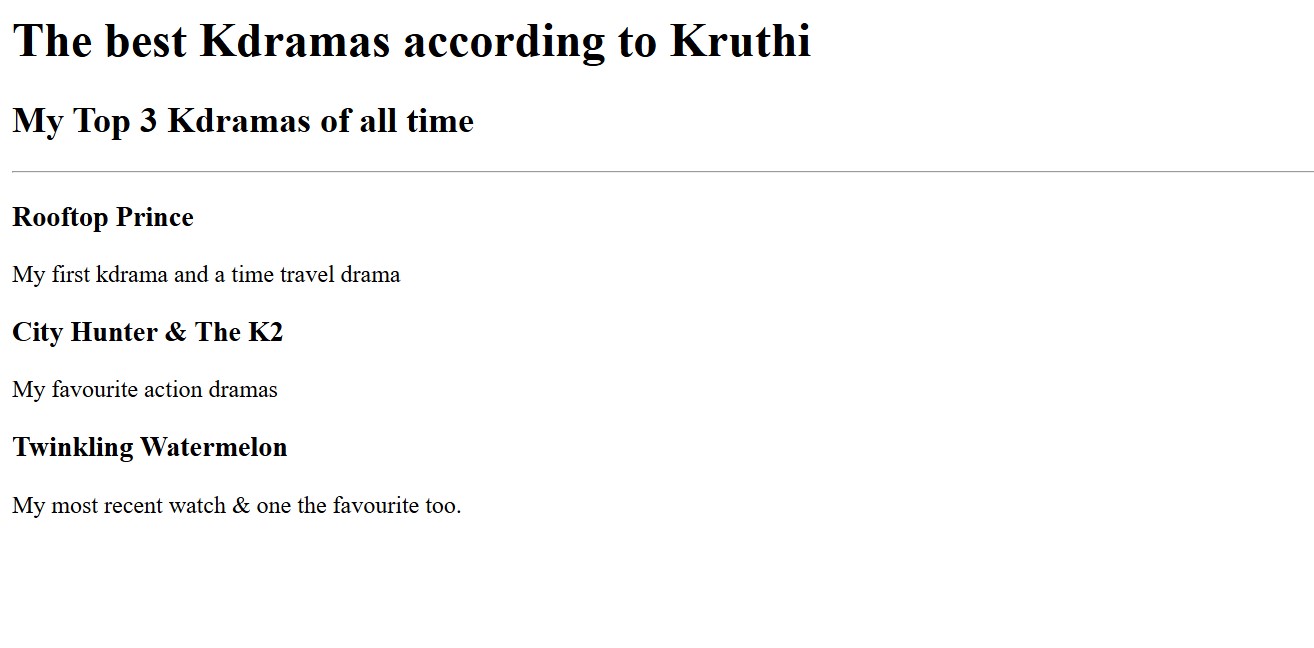 The best Kdramas according to Kruthi
My Top 3 Kdramas of all time
Rooftop Prince
My first kdrama and a time travel drama
City Hunter & The K2
My favourite action dramas
Twinkling Watermelon
My most recent watch & one the favourite too.